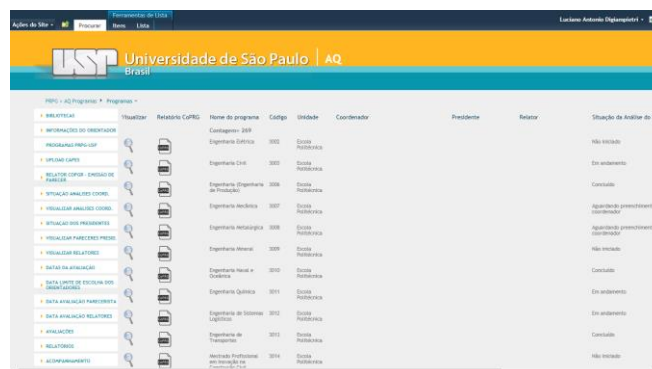 Ferramentas de Lista
Ações do Site
Procurar
Itens
Lista
Luciano Antonio Digiampietri
USP
Universidade de São Paulo
AQ
Brasil
PRPG
AQ Programas
Programas
BIBLIOTECAS
INFORMAÇÕES DO ORIENTADOR
PROGRAMAS PRPG-USP
UPLOAD CAPES
RELATOR COPGR - EMISSÃO DE PARECER
SITUAÇÃO ANALISES COORD.
VISUALIZAR ANALISES COORD.
SITUAÇÃO DOS PRESIDENTES
VISUALIZAR PARECERES PRESID
VISUALIZAR RELATORES
DATAS DA AVALIAÇÃO
DATA LIMITE DE ESCOLHA DOS ORIENTADORES
DATA AVALIAÇÃO PARECERISTA
DATA AVALIAÇÃO RELATORES
AVALIAÇÕES
RELATORIOS
ACOMPANHAMENTO
Visualizar Relatório CoPRG Nome do programa Código Unidade Coordenador Presidente Relator Situação da Análise do
Contagem= 269
Engenharia Elétrica 3002 Escola Politécnica Não iniciado
Engenharia Civil Escola Politécnica Em andamento
Engenharia (Engenharia de Produção) 3006 Escola Politécnica Concluído
Engenharia Mecânica 3007 Escola Politécnica Aguardando preenchimento coordenador
Engenharia Metalúrgica 3008 Escola Politécnica Aguardando preenchimento coordenador
Engenharia Mineral 3009 Escola Politécnica Não iniciado
Engenharia Naval e Oceânica 3010 Escola Politécnica Concluído
Engenharia Química 3011 Escola Politécnica Em andamento
Engenharia de Sistemas Logísticos 3012 Escola Politécnica Em andamento
Engenharia de Transportes 3013 Escola Politécnica Concluído
Mestrado Profissional em Inovação na Construção Civil 3014 Escola Politécnica Não iniciado